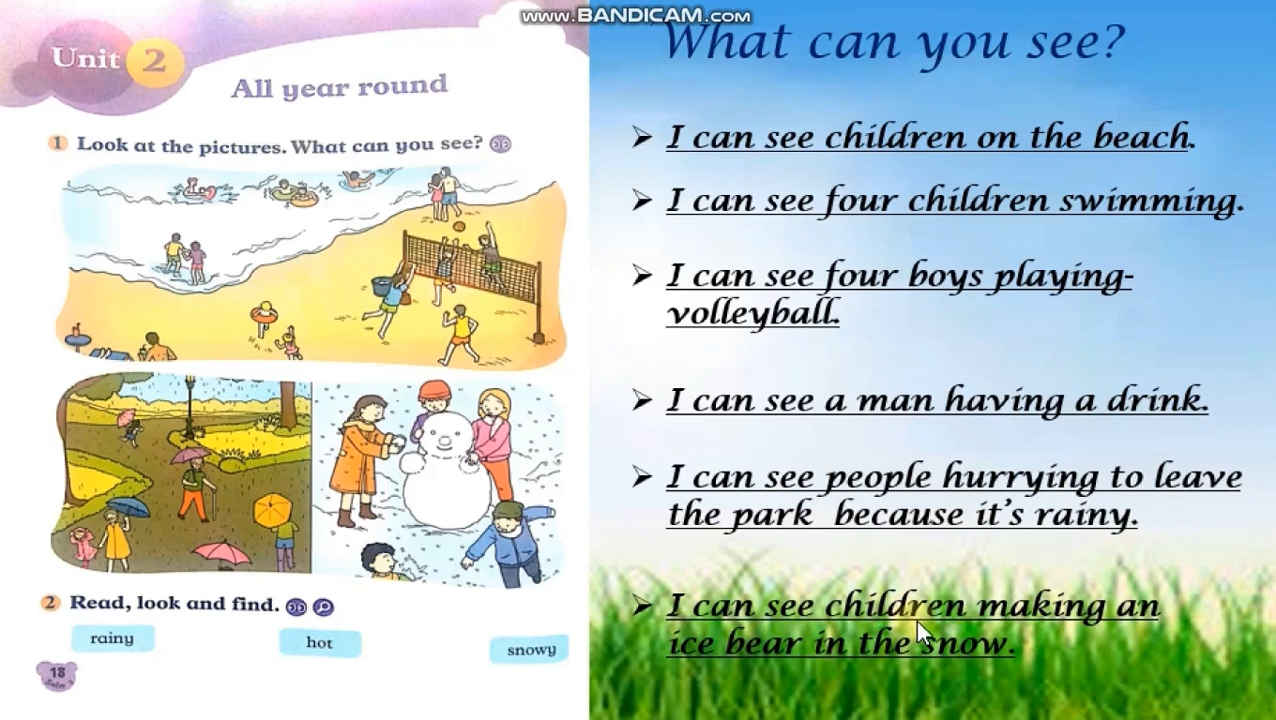 www.BANDICAM.com
Unit 2
All year round
1 Look at the pictures. What can you see?
2 Read, look and find.
rainy
hot
snowy
18
What can you see?
➢ I can see children on the beach.
➢ I can see four children swimming.
➢ I can see four boys playing-
volleyball.
➢ I can see a man having a drink.
➢ I can see people hurrying to leave
the park because it's rainy.
➢ I can see children making an
ice bear in the snow.